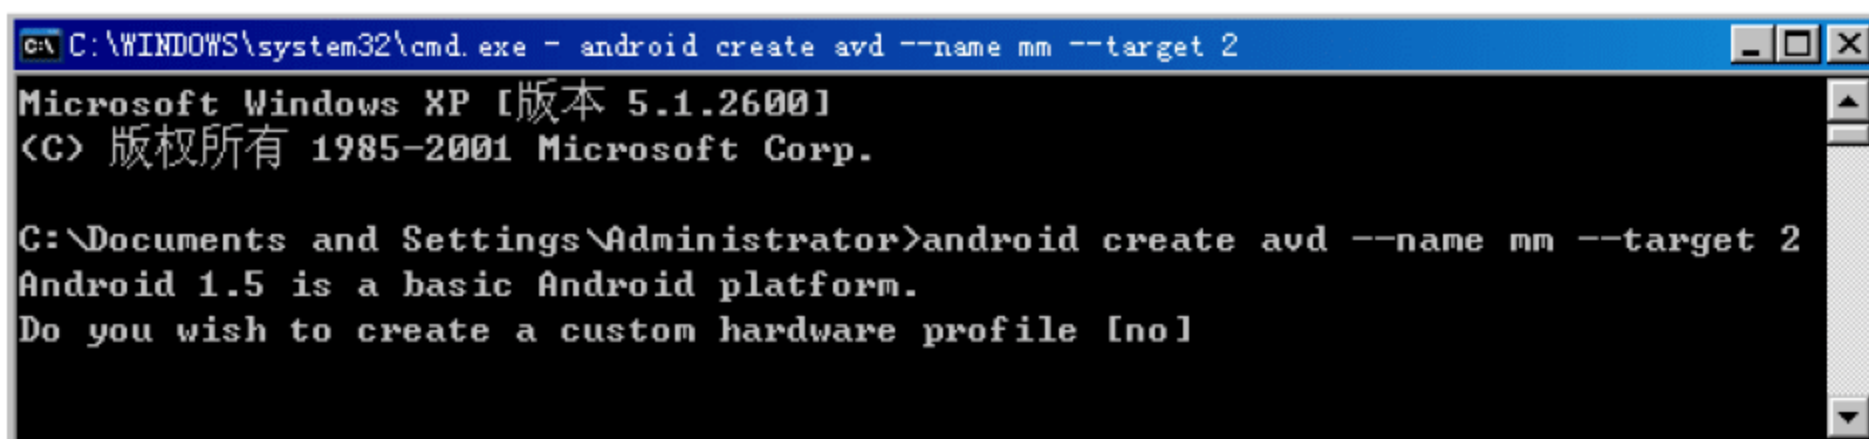 C:\WINDOWS\system32\cmd.exe - android create avd --name mm --target 2
Microsoft Windows XP [版本 5.1.2600]
(C) 版权所有 1985-2001 Microsoft Corp.
C:\Documents and Settings\Administrator>android create avd --name mm --target 2
Android 1.5 is a basic Android platform.
Do you wish to create a custom hardware profile [no]